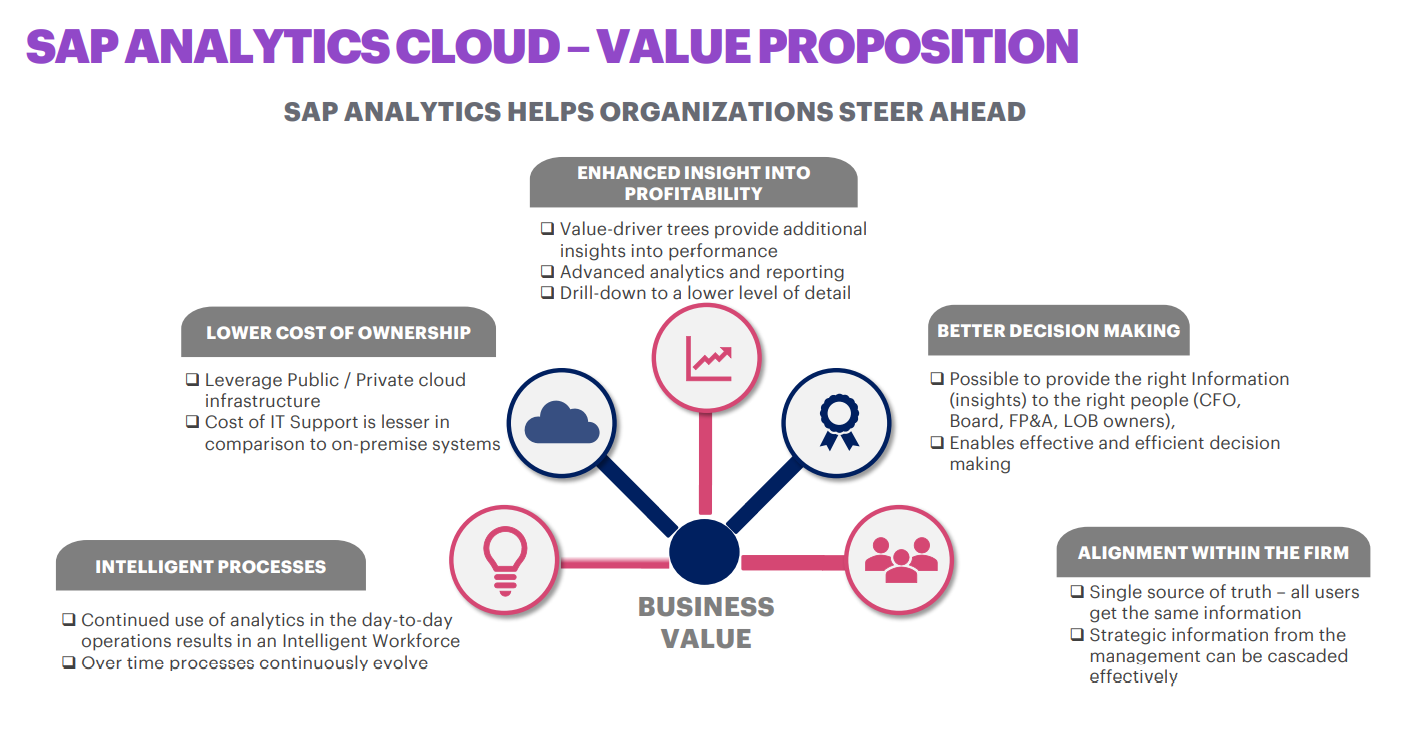 SAP ANALYTICS CLOUD – VALUE PROPOSITION
SAP ANALYTICS HELPS ORGANIZATIONS STEER AHEAD
ENHANCED INSIGHT INTO
PROFITABILITY
❑ Value-driver trees provide additional
insights into performance
❑ Advanced analytics and reporting
❑ Drill-down to a lower level of detail
LOWER COST OF OWNERSHIP
❑ Leverage Public / Private cloud
infrastructure
❑ Cost of IT Support is lesser in
comparison to on-premise systems
BETTER DECISION MAKING
❑ Possible to provide the right Information
(insights) to the right people (CFO,
Board, FP&A, LOB owners),
❑ Enables effective and efficient decision
making
INTELLIGENT PROCESSES
❑ Continued use of analytics in the day-to-day
operations results in an Intelligent Workforce
❑ Over time processes continuously evolve
BUSINESS
VALUE
ALIGNMENT WITHIN THE FIRM
❑ Single source of truth – all users
get the same information
❑ Strategic information from the
management can be cascaded
effectively